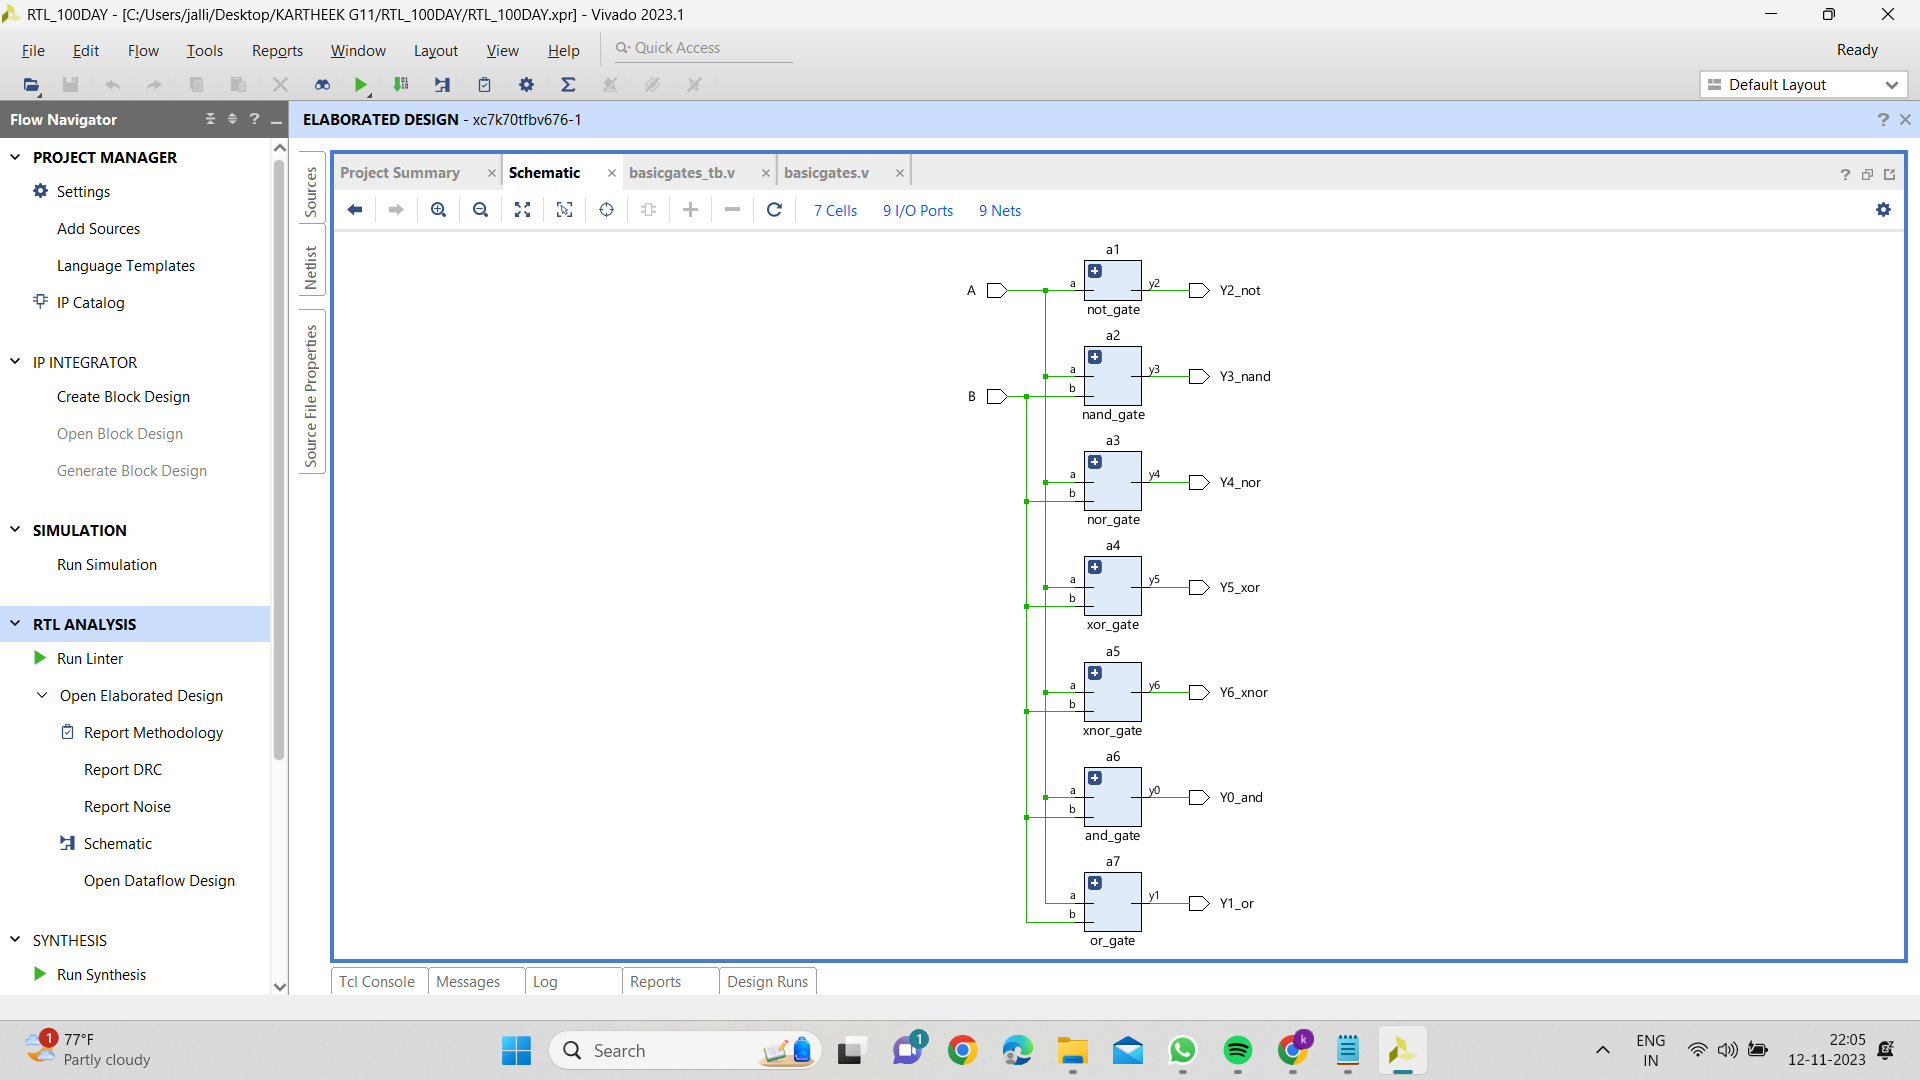 RTL_100DAY - [C:/Users/jalli/Desktop/KARTHEEK G11/RTL_100DAY/RTL_100DAY.xpr] - Vivado 2023.1
File Edit Flow Tools Reports Window Layout View Help Quick Access Ready
Default Layout
Flow Navigator
PROJECT MANAGER
Settings
Add Sources
Language Templates
IP Catalog
IP INTEGRATOR
Create Block Design
Open Block Design
Generate Block Design
SIMULATION
Run Simulation
RTL ANALYSIS
Run Linter
Open Elaborated Design
Report Methodology
Report DRC
Report Noise
Schematic
Open Dataflow Design
SYNTHESIS
Run Synthesis
ELABORATED DESIGN - xc7k70tfbv676-1
Sources
Netlist
Source File Properties
Project Summary Schematic basicgates_tb.v basicgates.v
7 Cells 9 I/O Ports 9 Nets
a1
A a y2 Y2_not
not_gate
a2
a y3 Y3_nand
B b
nand_gate
a3
a y4 Y4_nor
b
nor_gate
a4
a y5 Y5_xor
b
xor_gate
a5
a y6 Y6_xnor
b
xnor_gate
a6
a y0 Y0_and
b
and_gate
a7
a y1 Y1_or
b
or_gate
Tcl Console Messages Log Reports Design Runs
1
77°F
Partly cloudy
Search
1
k
ENG
IN
22:05
12-11-2023